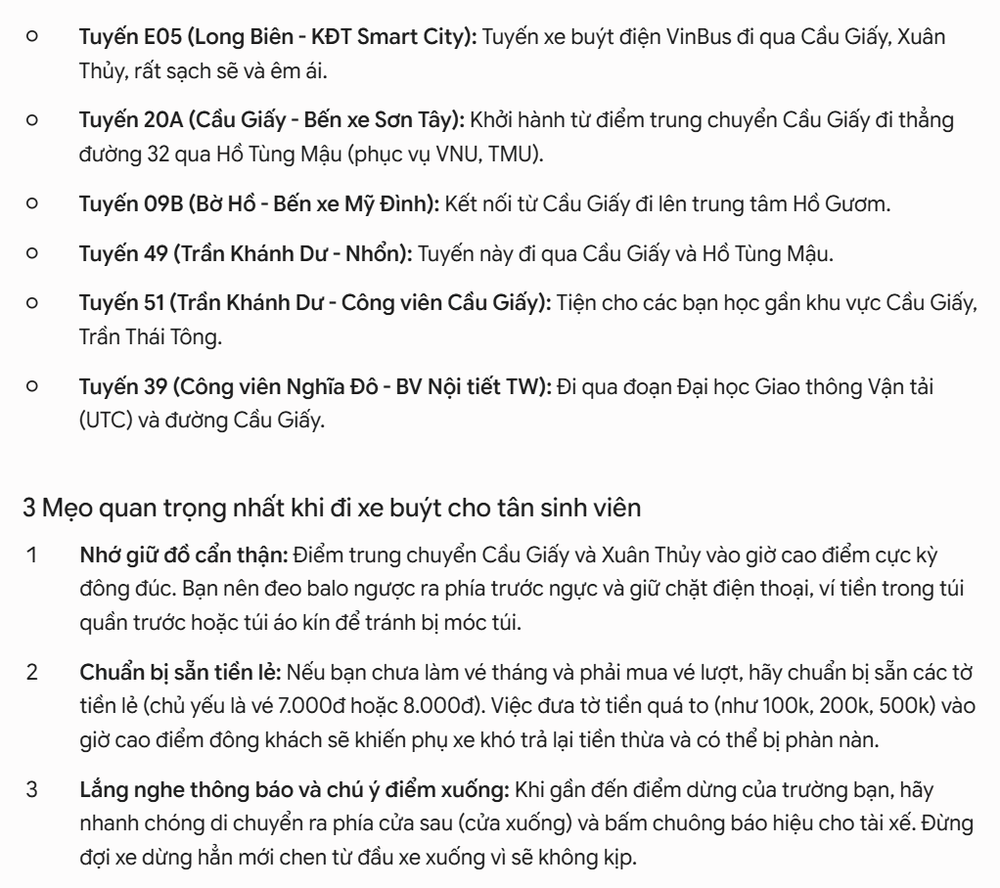 Tuyến E05 (Long Biên - KĐT Smart City): Tuyến xe buýt điện VinBus đi qua Cầu Giấy, Xuân
Thủy, rất sạch sẽ và êm ái.
Tuyến 20A (Cầu Giấy - Bến xe Sơn Tây): Khởi hành từ điểm trung chuyển Cầu Giấy đi thẳng
đường 32 qua Hồ Tùng Mậu (phục vụ VNU, TMU).
Tuyến 09B (Bờ Hồ - Bến xe Mỹ Đình): Kết nối từ Cầu Giấy đi lên trung tâm Hồ Gươm.
Tuyến 49 (Trần Khánh Dư - Nhổn): Tuyến này đi qua Cầu Giấy và Hồ Tùng Mậu.
Tuyến 51 (Trần Khánh Dư - Công viên Cầu Giấy): Tiện cho các bạn học gần khu vực Cầu Giấy,
Trần Thái Tông.
Tuyến 39 (Công viên Nghĩa Đô - BV Nội tiết TW): Đi qua đoạn Đại học Giao thông Vận tải
(UTC) và đường Cầu Giấy.
3 Mẹo quan trọng nhất khi đi xe buýt cho tân sinh viên
1 Nhớ giữ đồ cẩn thận: Điểm trung chuyển Cầu Giấy và Xuân Thủy vào giờ cao điểm cực kỳ
đông đúc. Bạn nên đeo balo ngược ra phía trước ngực và giữ chặt điện thoại, ví tiền trong túi
quần trước hoặc túi áo kín để tránh bị móc túi.
2 Chuẩn bị sẵn tiền lẻ: Nếu bạn chưa làm vé tháng và phải mua vé lượt, hãy chuẩn bị sẵn các tờ
tiền lẻ (chủ yếu là vé 7.000đ hoặc 8.000đ). Việc đưa tờ tiền quá to (như 100k, 200k, 500k) vào
giờ cao điểm đông khách sẽ khiến phụ xe khó trả lại tiền thừa và có thể bị phàn nàn.
3 Lắng nghe thông báo và chú ý điểm xuống: Khi gần đến điểm dừng của trường bạn, hãy
nhanh chóng di chuyển ra phía cửa sau (cửa xuống) và bấm chuông báo hiệu cho tài xế. Đừng
đợi xe dừng hẳn mới chen từ đầu xe xuống vì sẽ không kịp.